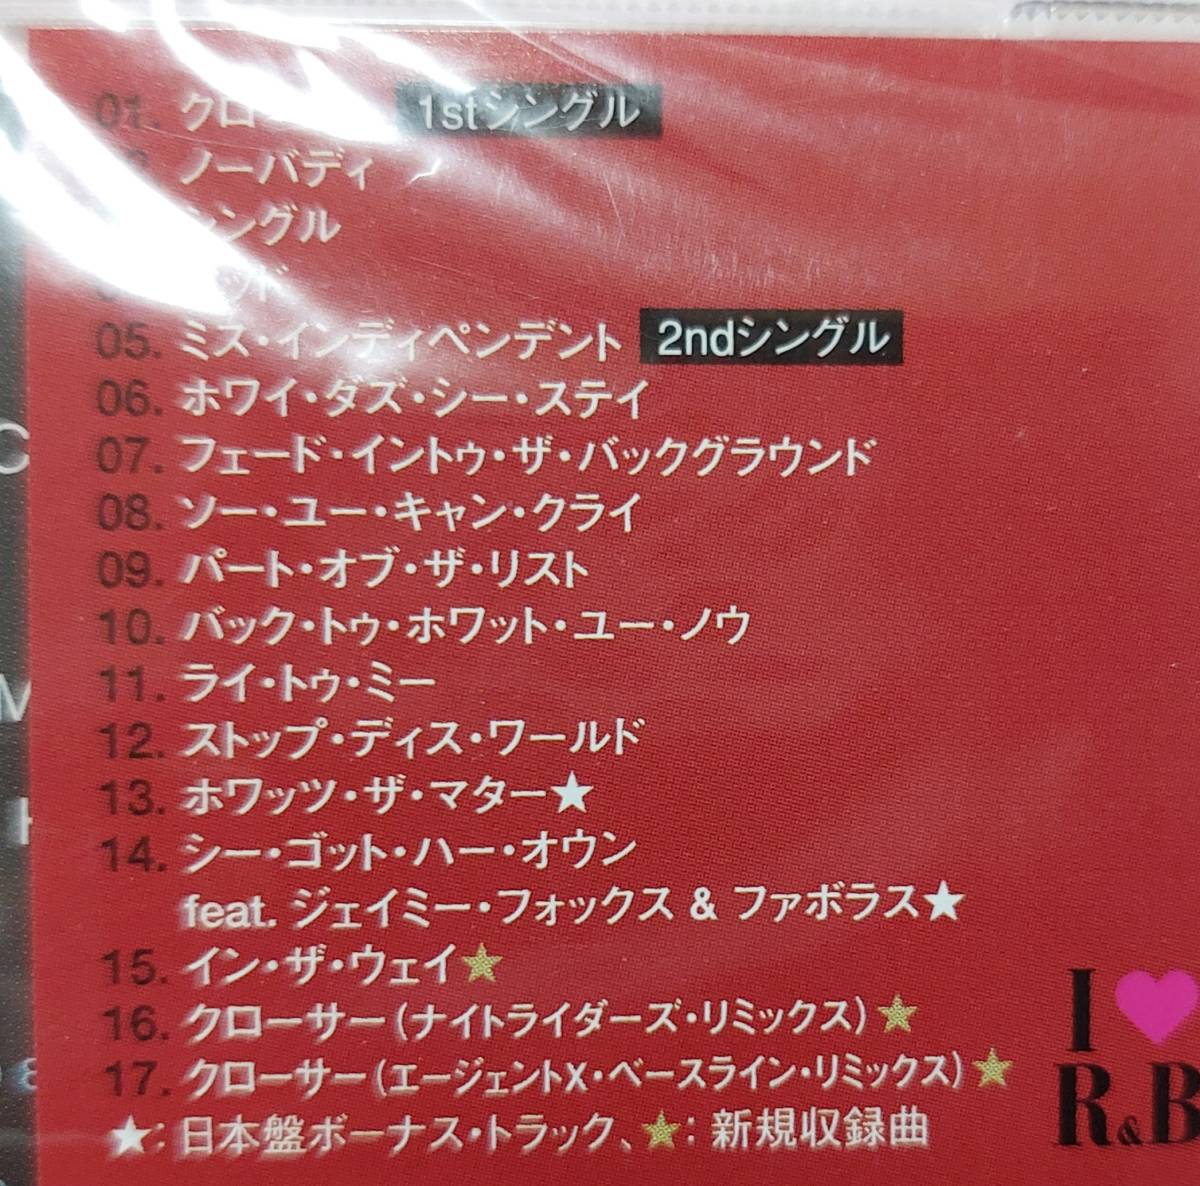 01. クロ 1stシングル
ノーバディ
シングル
ッド
05. ミス・インディペンデント 2ndシングル
06. ホワイ・ダズ・シー・ステイ
07. フェード・イントゥ・ザ・バックグラウンド
08. ソー・ユー・キャン・クライ
09. パート・オブ・ザ・リスト
10. バック・トゥ・ホワット・ユー・ノウ
11. ライ・トゥ・ミー
12. ストップ・ディス・ワールド
13. ホワッツ・ザ・マター★
14. シー・ゴット・ハー・オウン
feat. ジェイミー・フォックス & ファボラス★
15. イン・ザ・ウェイ★
16. クローサー(ナイトライダーズ・リミックス)★
17. クローサー(エージェントX・ベースライン・リミックス)★
★:日本盤ボーナス・トラック、★:新規収録曲
I ♥
R&B